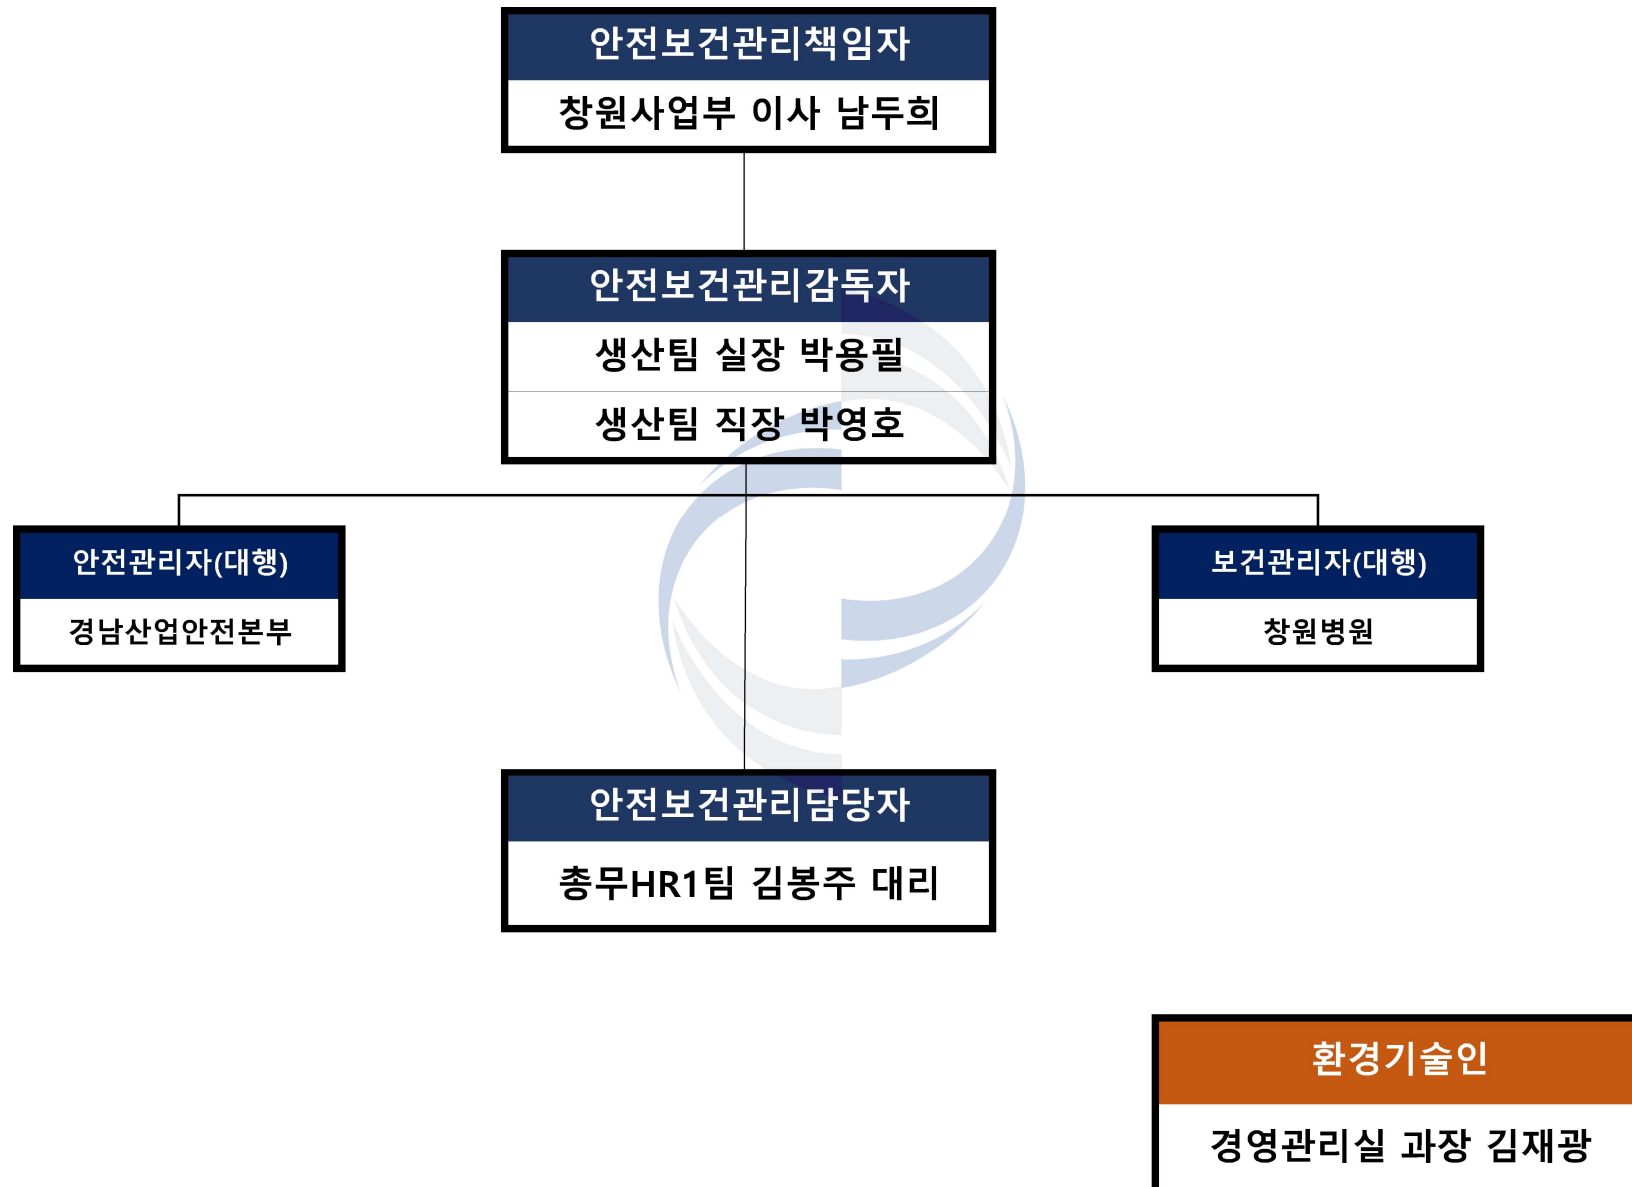 안전보건관리책임자
창원사업부 이사 남두희
안전보건관리감독자
생산팀 실장 박용필
생산팀 직장 박영호
안전관리자(대행)
경남산업안전본부
보건관리자(대행)
창원병원
안전보건관리담당자
총무HR1팀 김봉주 대리
환경기술인
경영관리실 과장 김재광